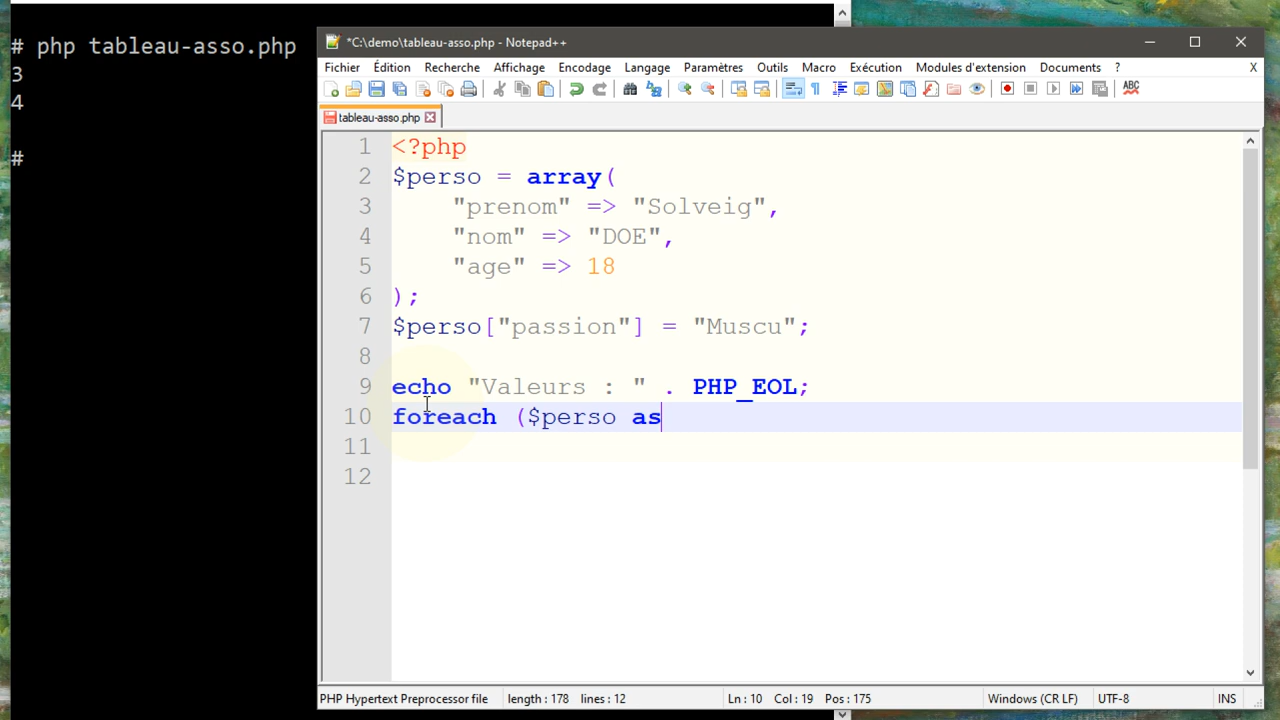 # php tableau-asso.php
3
4
#
*C:\demo\tableau-asso.php - Notepad++
Fichier Édition Recherche Affichage Encodage Langage Paramètres Outils Macro Exécution Modules d'extension Documents ? X
tableau-asso.php
1 <?php
2 $perso = array(
3 "prenom" => "Solveig",
4 "nom" => "DOE",
5 "age" => 18
6 );
7 $perso["passion"] = "Muscu";
8
9 echo "Valeurs : " . PHP_EOL;
10 foreach ($perso as
11
12
PHP Hypertext Preprocessor file length : 178 lines : 12 Ln : 10 Col : 19 Pos : 175 Windows (CR LF) UTF-8 INS